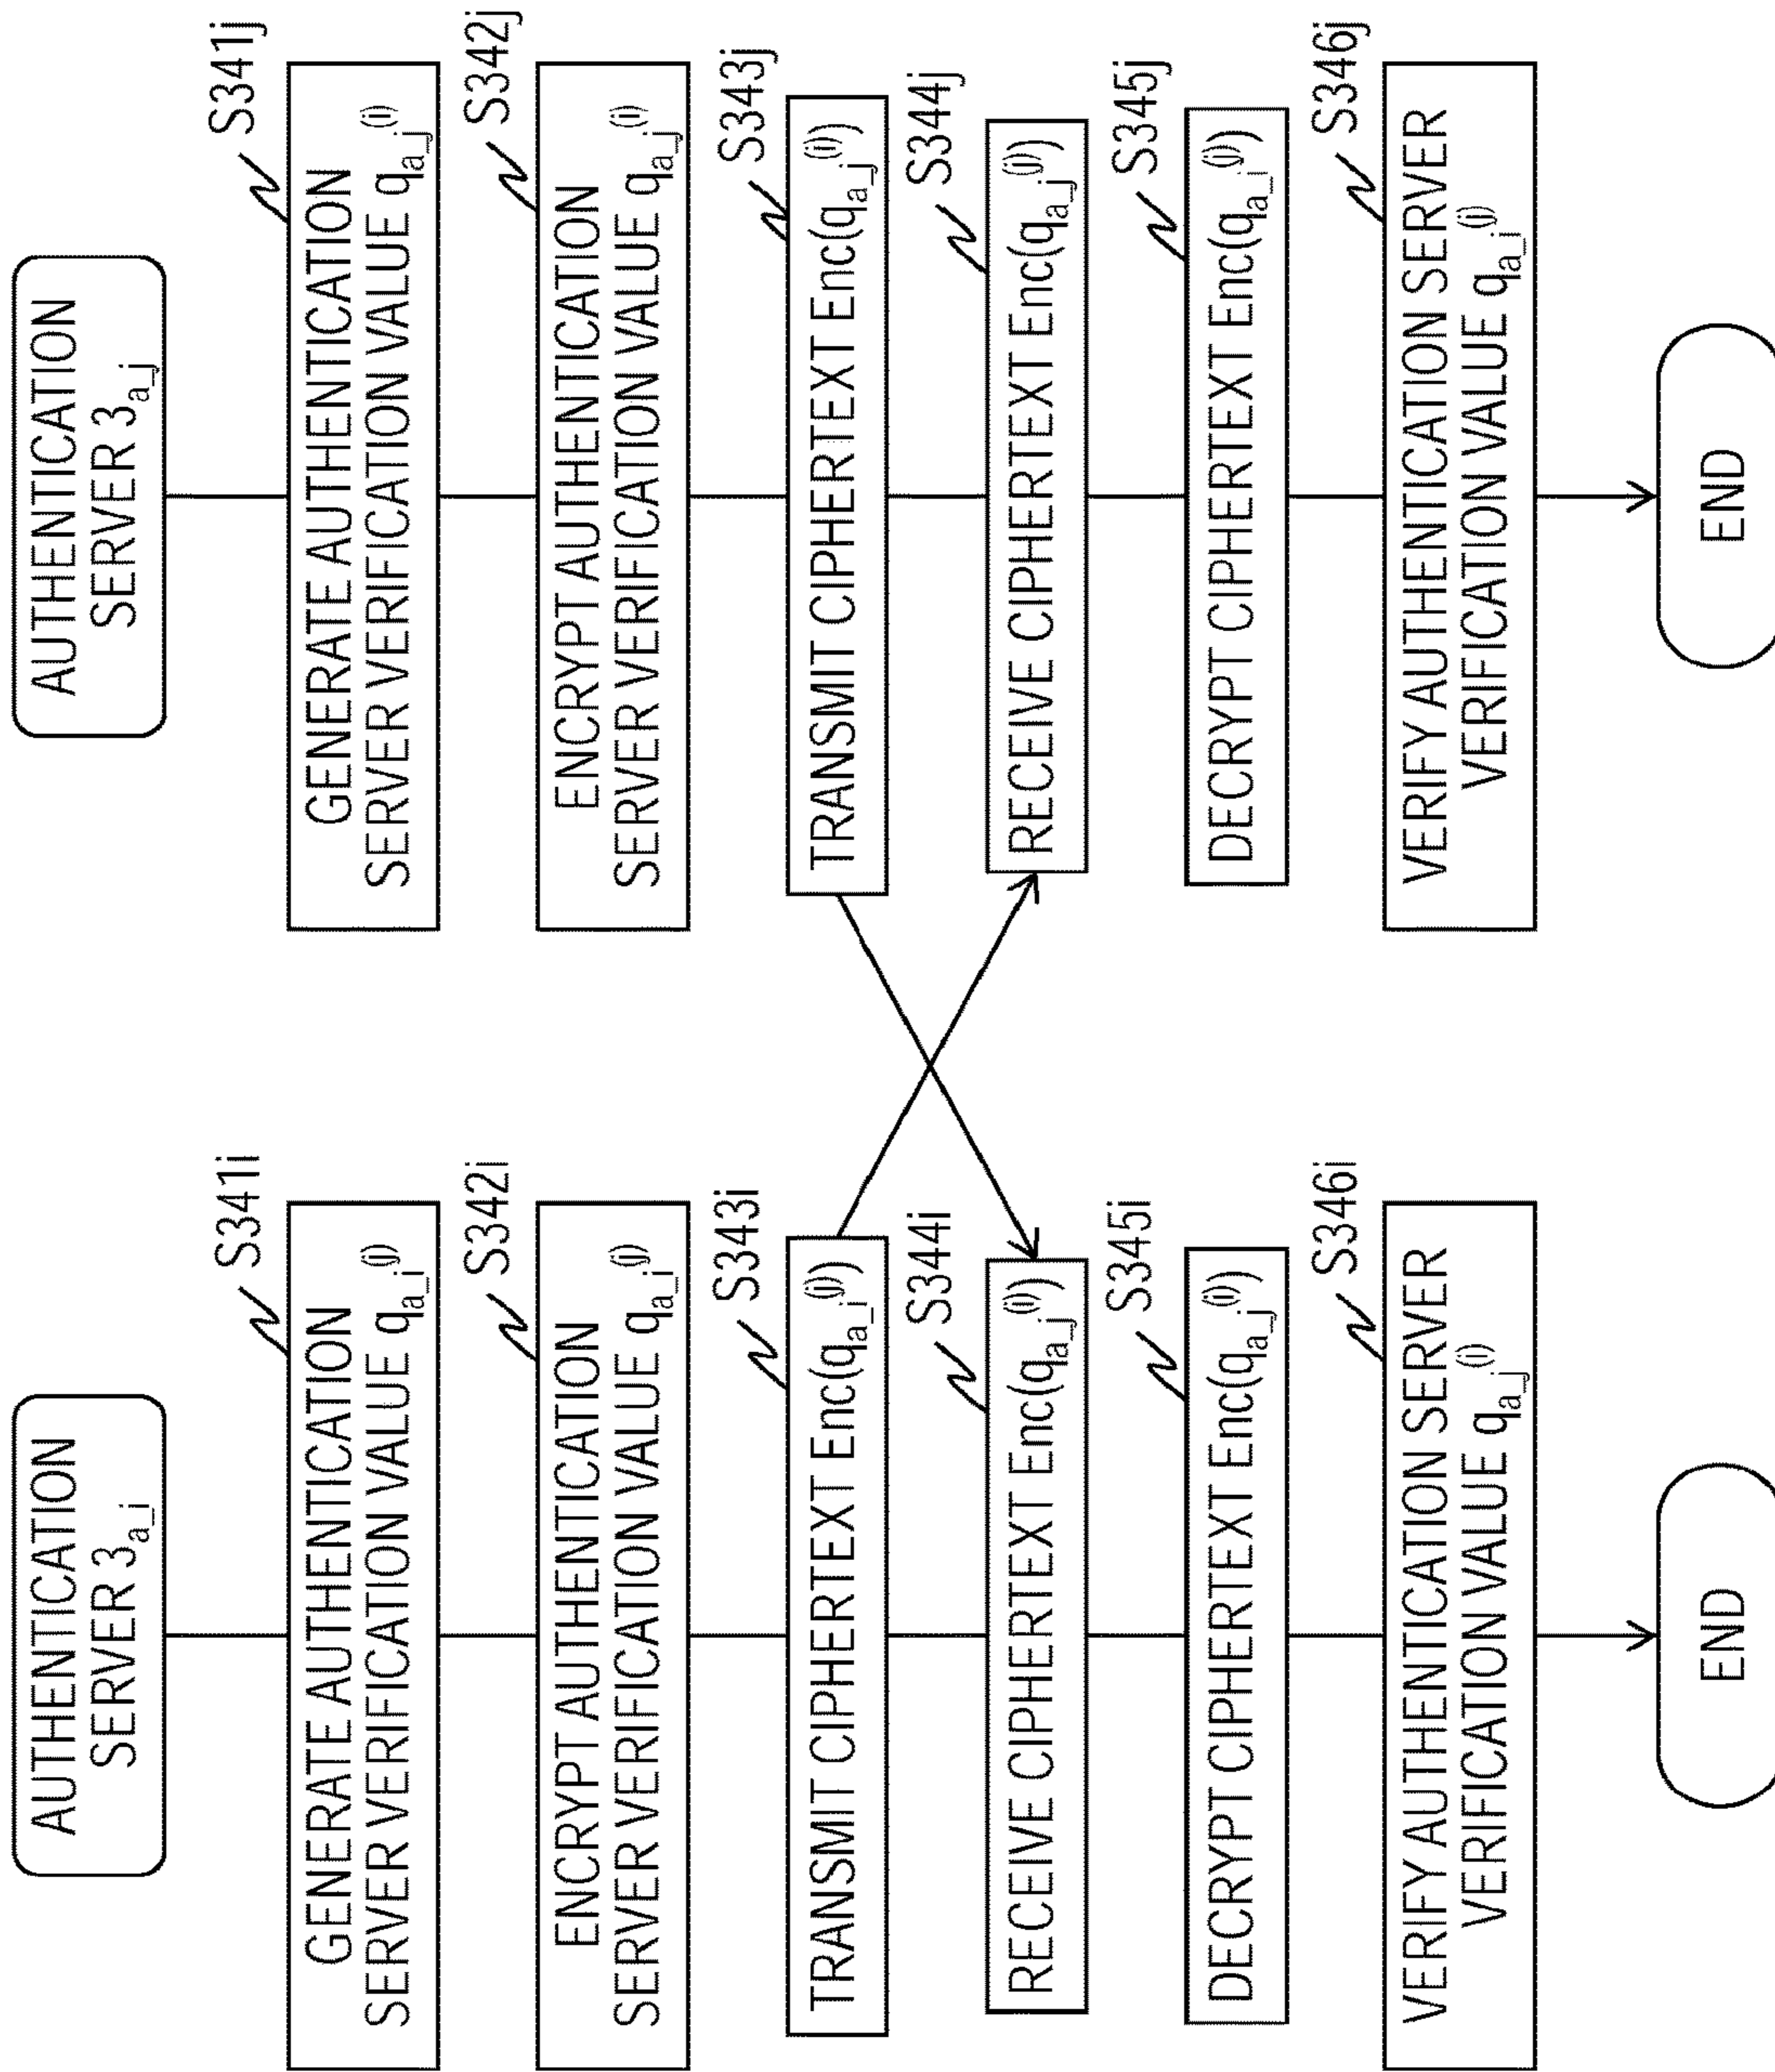 AUTHENTICATION
SERVER 3a_i
S341i
GENERATE AUTHENTICATION
SERVER VERIFICATION VALUE qa_i(j)
S342i
ENCRYPT AUTHENTICATION
SERVER VERIFICATION VALUE qa_i(j)
S343i
TRANSMIT CIPHERTEXT Enc(qa_i(j))
S344i
RECEIVE CIPHERTEXT Enc(qa_j(i))
S345i
DECRYPT CIPHERTEXT Enc(qa_j(i))
S346i
VERIFY AUTHENTICATION SERVER
VERIFICATION VALUE qa_j(i)
END
AUTHENTICATION
SERVER 3a_j
S341j
GENERATE AUTHENTICATION
SERVER VERIFICATION VALUE qa_j(i)
S342j
ENCRYPT AUTHENTICATION
SERVER VERIFICATION VALUE qa_j(i)
S343j
TRANSMIT CIPHERTEXT Enc(qa_j(i))
S344j
RECEIVE CIPHERTEXT Enc(qa_i(j))
S345j
DECRYPT CIPHERTEXT Enc(qa_i(j))
S346j
VERIFY AUTHENTICATION SERVER
VERIFICATION VALUE qa_i(j)
END